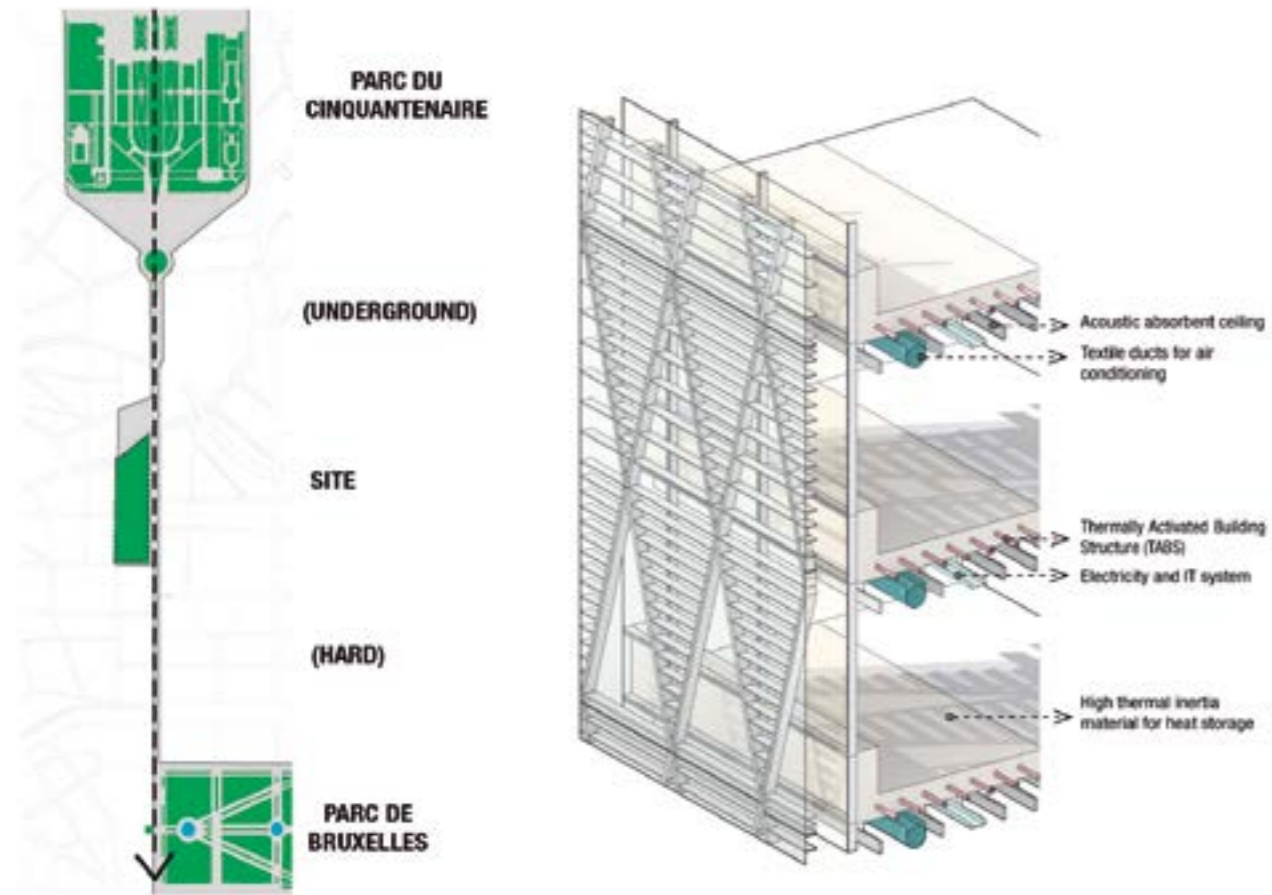 PARC DU
CINQUANTENAIRE
(UNDERGROUND)
SITE
(HARD)
PARC DE
BRUXELLES
Acoustic absorbent ceiling
Textile ducts for air
conditioning
Thermally Activated Building
Structure (TABS)
Electricity and IT system
High thermal inertia
material for heat storage